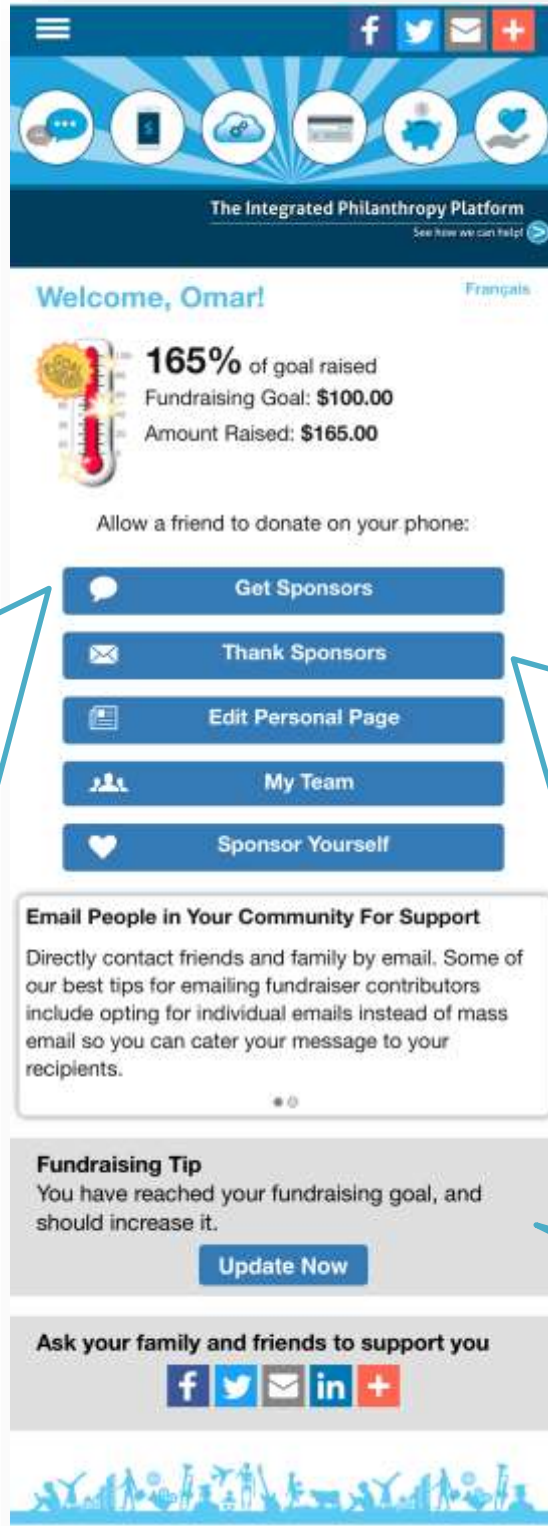 The Integrated Philanthropy Platform
See how we can help!
Welcome, Omar!
Français
165% of goal raised
Fundraising Goal: $100.00
Amount Raised: $165.00
Allow a friend to donate on your phone:
Get Sponsors
Thank Sponsors
Edit Personal Page
My Team
Sponsor Yourself
Email People in Your Community For Support
Directly contact friends and family by email. Some of
our best tips for emailing fundraiser contributors
include opting for individual emails instead of mass
email so you can cater your message to your
recipients.
Fundraising Tip
You have reached your fundraising goal, and
should increase it.
Update Now
Ask your family and friends to support you